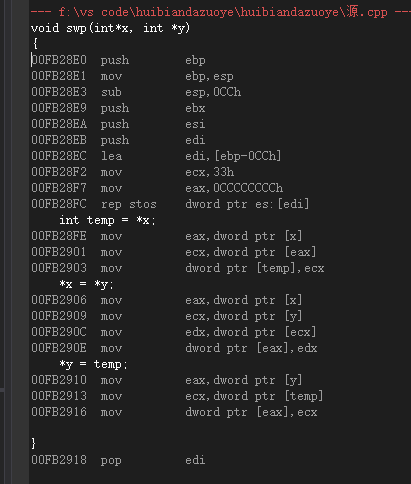 --- f:\vs code\huibiandazuoye\huibiandazuoye\源.cpp ---
void swp(int*x, int *y)
{
00FB28E0  push        ebp
00FB28E1  mov         ebp,esp
00FB28E3  sub         esp,0CCh
00FB28E9  push        ebx
00FB28EA  push        esi
00FB28EB  push        edi
00FB28EC  lea         edi,[ebp-0CCh]
00FB28F2  mov         ecx,33h
00FB28F7  mov         eax,0CCCCCCCCh
00FB28FC  rep stos    dword ptr es:[edi]
    int temp = *x;
00FB28FE  mov         eax,dword ptr [x]
00FB2901  mov         ecx,dword ptr [eax]
00FB2903  mov         dword ptr [temp],ecx
    *x = *y;
00FB2906  mov         eax,dword ptr [x]
00FB2909  mov         ecx,dword ptr [y]
00FB290C  mov         edx,dword ptr [ecx]
00FB290E  mov         dword ptr [eax],edx
    *y = temp;
00FB2910  mov         eax,dword ptr [y]
00FB2913  mov         ecx,dword ptr [temp]
00FB2916  mov         dword ptr [eax],ecx
}
00FB2918  pop         edi